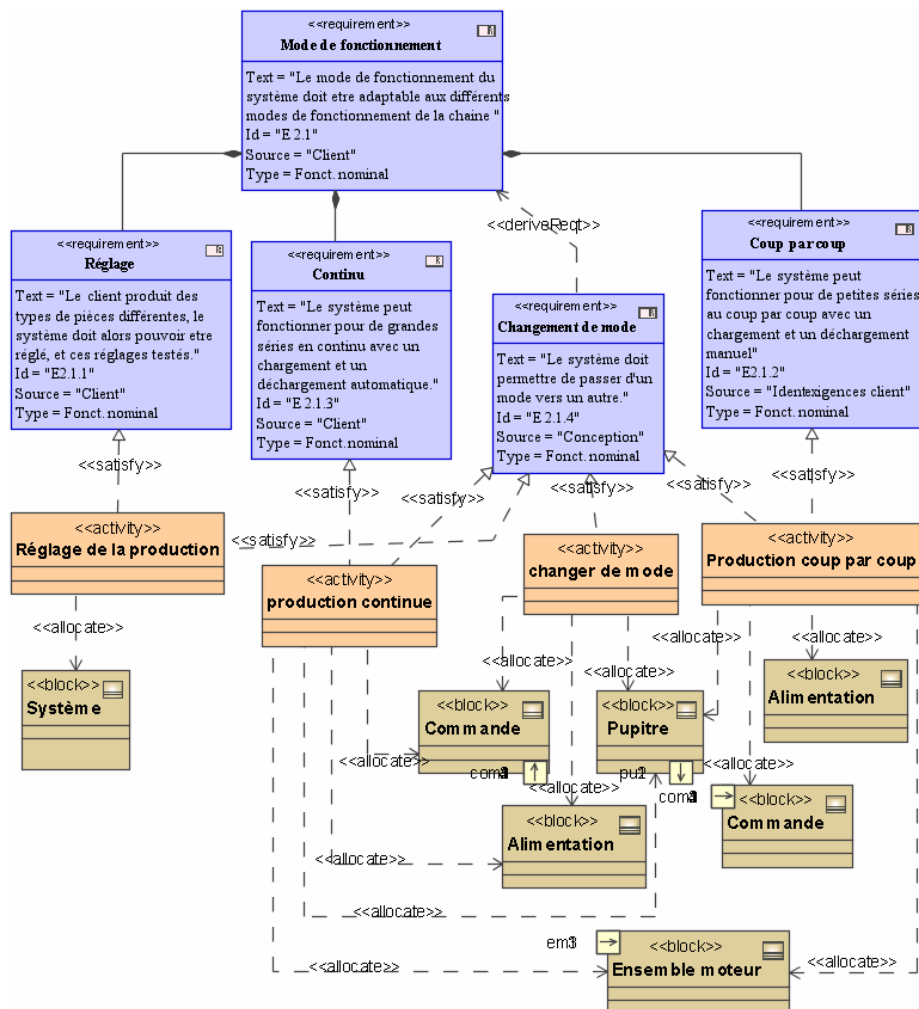 <<requirement>>
Mode de fonctionnement
Text = "Le mode de fonctionnement du
système doit etre adaptable aux différents
modes de fonctionnement de la chaine "
Id = "E.2.1"
Source = "Client"
Type = Fonct. nominal
<<deriveReqt>>
<<requirement>>
Réglage
Text = "Le client produit des
types de pièces différentes, le
système doit alors pouvoir etre
réglé, et ces réglages testés."
Id = "E2.1.1"
Source = "Client"
Type = Fonct. nominal
<<requirement>>
Continu
Text = "Le système peut
fonctionner pour de grandes
séries en continu avec un
chargement et un
déchargement automatique."
Id = "E.2.1.3"
Source = "Client"
Type = Fonct.nominal
<<requirement>>
Changement de mode
Text = "Le système doit
permettre de passer d'un
mode vers un autre."
Id = "E.2.1.4"
Source = "Conception"
Type = Fonct. nominal
<<requirement>>
Coup par coup
Text = "Le système peut
fonctionner pour de petites séries
au coup par coup avec un
chargement et un déchargement
manuel"
Id = "E2.1.2"
Source = "Identexigences client"
Type = Fonct. nominal
<<satisfy>>
<<satisfy>>
<<satisfy>>
<<satisfy>>
<<satisfy>>
<<satisfy>>
<<activity>>
Réglage de la production
<<activity>>
production continue
<<activity>>
changer de mode
<<activity>>
Production coup par coup
<<allocate>>
<<allocate>>
<<allocate>>
<<allocate>>
<<allocate>>
<<block>>
Système
<<block>>
Commande
<<block>>
Pupitre
<<block>>
Alimentation
<<allocate>>
<<allocate>>
<<allocate>>
<<block>>
Alimentation
<<block>>
Commande
<<allocate>>
<<allocate>>
<<allocate>>
<<block>>
Ensemble moteur